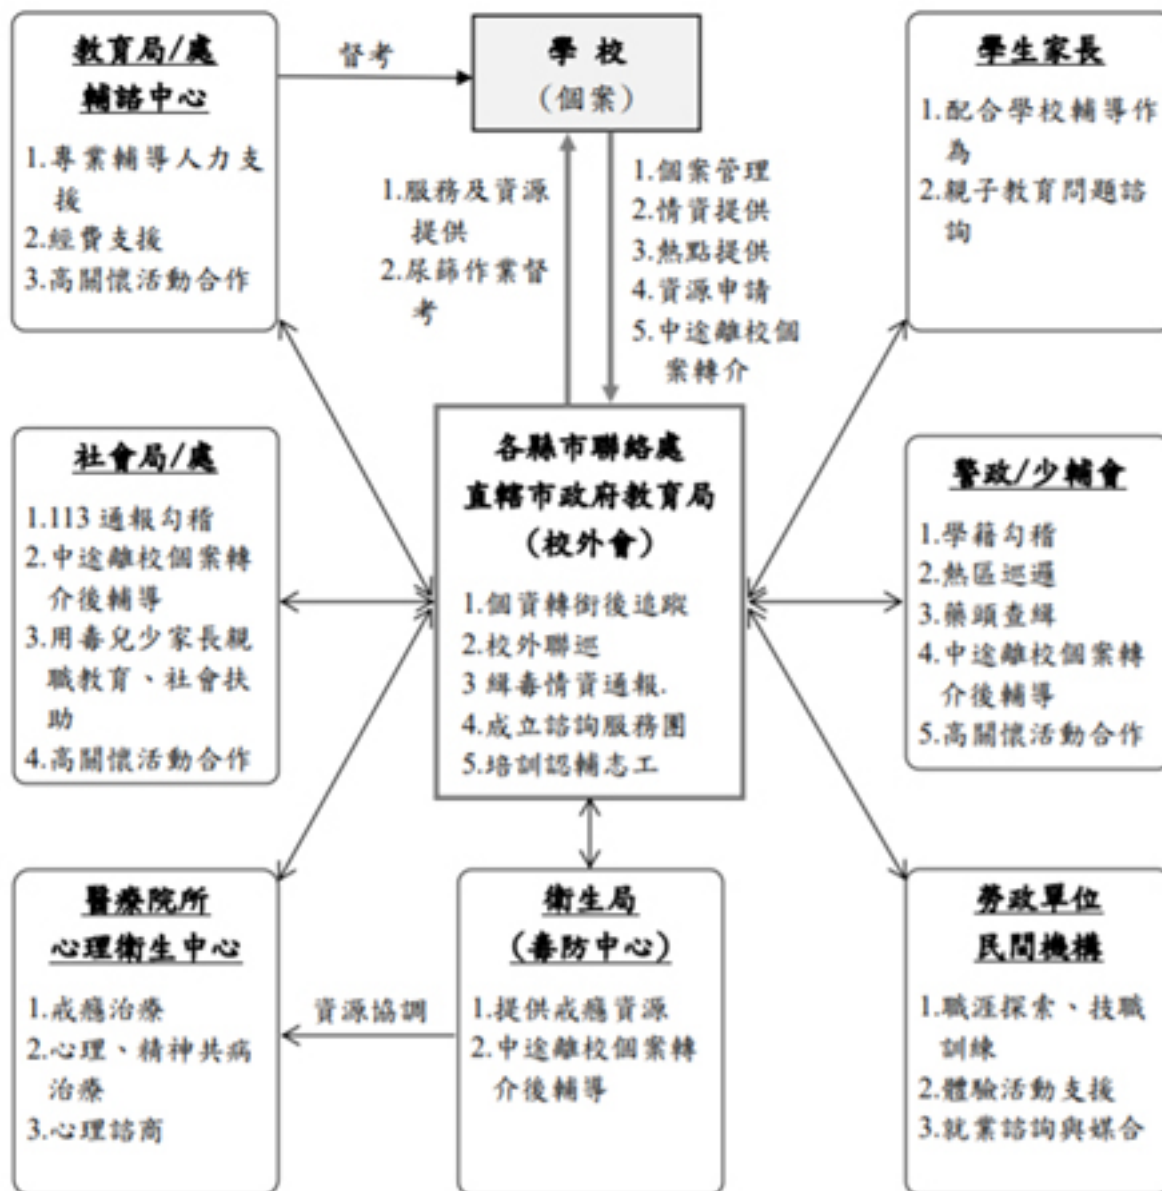 教育局/處
輔諮中心
1.專業輔導人力支
援
2.經費支援
3.高關懷活動合作
督考
學 校
（個案）
1.服務及資源
提供
2.尿篩作業督
考
1.個案管理
2.情資提供
3.熱點提供
4.資源申請
5.中途離校個
案轉介
學生家長
1.配合學校輔導作
為
2.親子教育問題諮
詢
社會局/處
1.113 通報勾稽
2.中途離校個案轉
介後輔導
3.用毒兒少家長親
職教育、社會扶
助
4.高關懷活動合作
各縣市聯絡處
直轄市政府教育局
（校外會）
1.個資轉銜後追蹤
2.校外聯巡
3 緝毒情資通報.
4.成立諮詢服務團
5.培訓認輔志工
警政/少輔會
1.學籍勾稽
2.熱區巡邏
3.藥頭查緝
4.中途離校個案轉
介後輔導
5.高關懷活動合作
醫療院所
心理衛生中心
1.戒癮治療
2.心理、精神共病
治療
3.心理諮商
資源協調
衛生局
（毒防中心）
1.提供戒癮資源
2.中途離校個案轉
介後輔導
勞政單位
民間機構
1.職涯探索、技職
訓練
2.體驗活動支援
3.就業諮詢與媒合